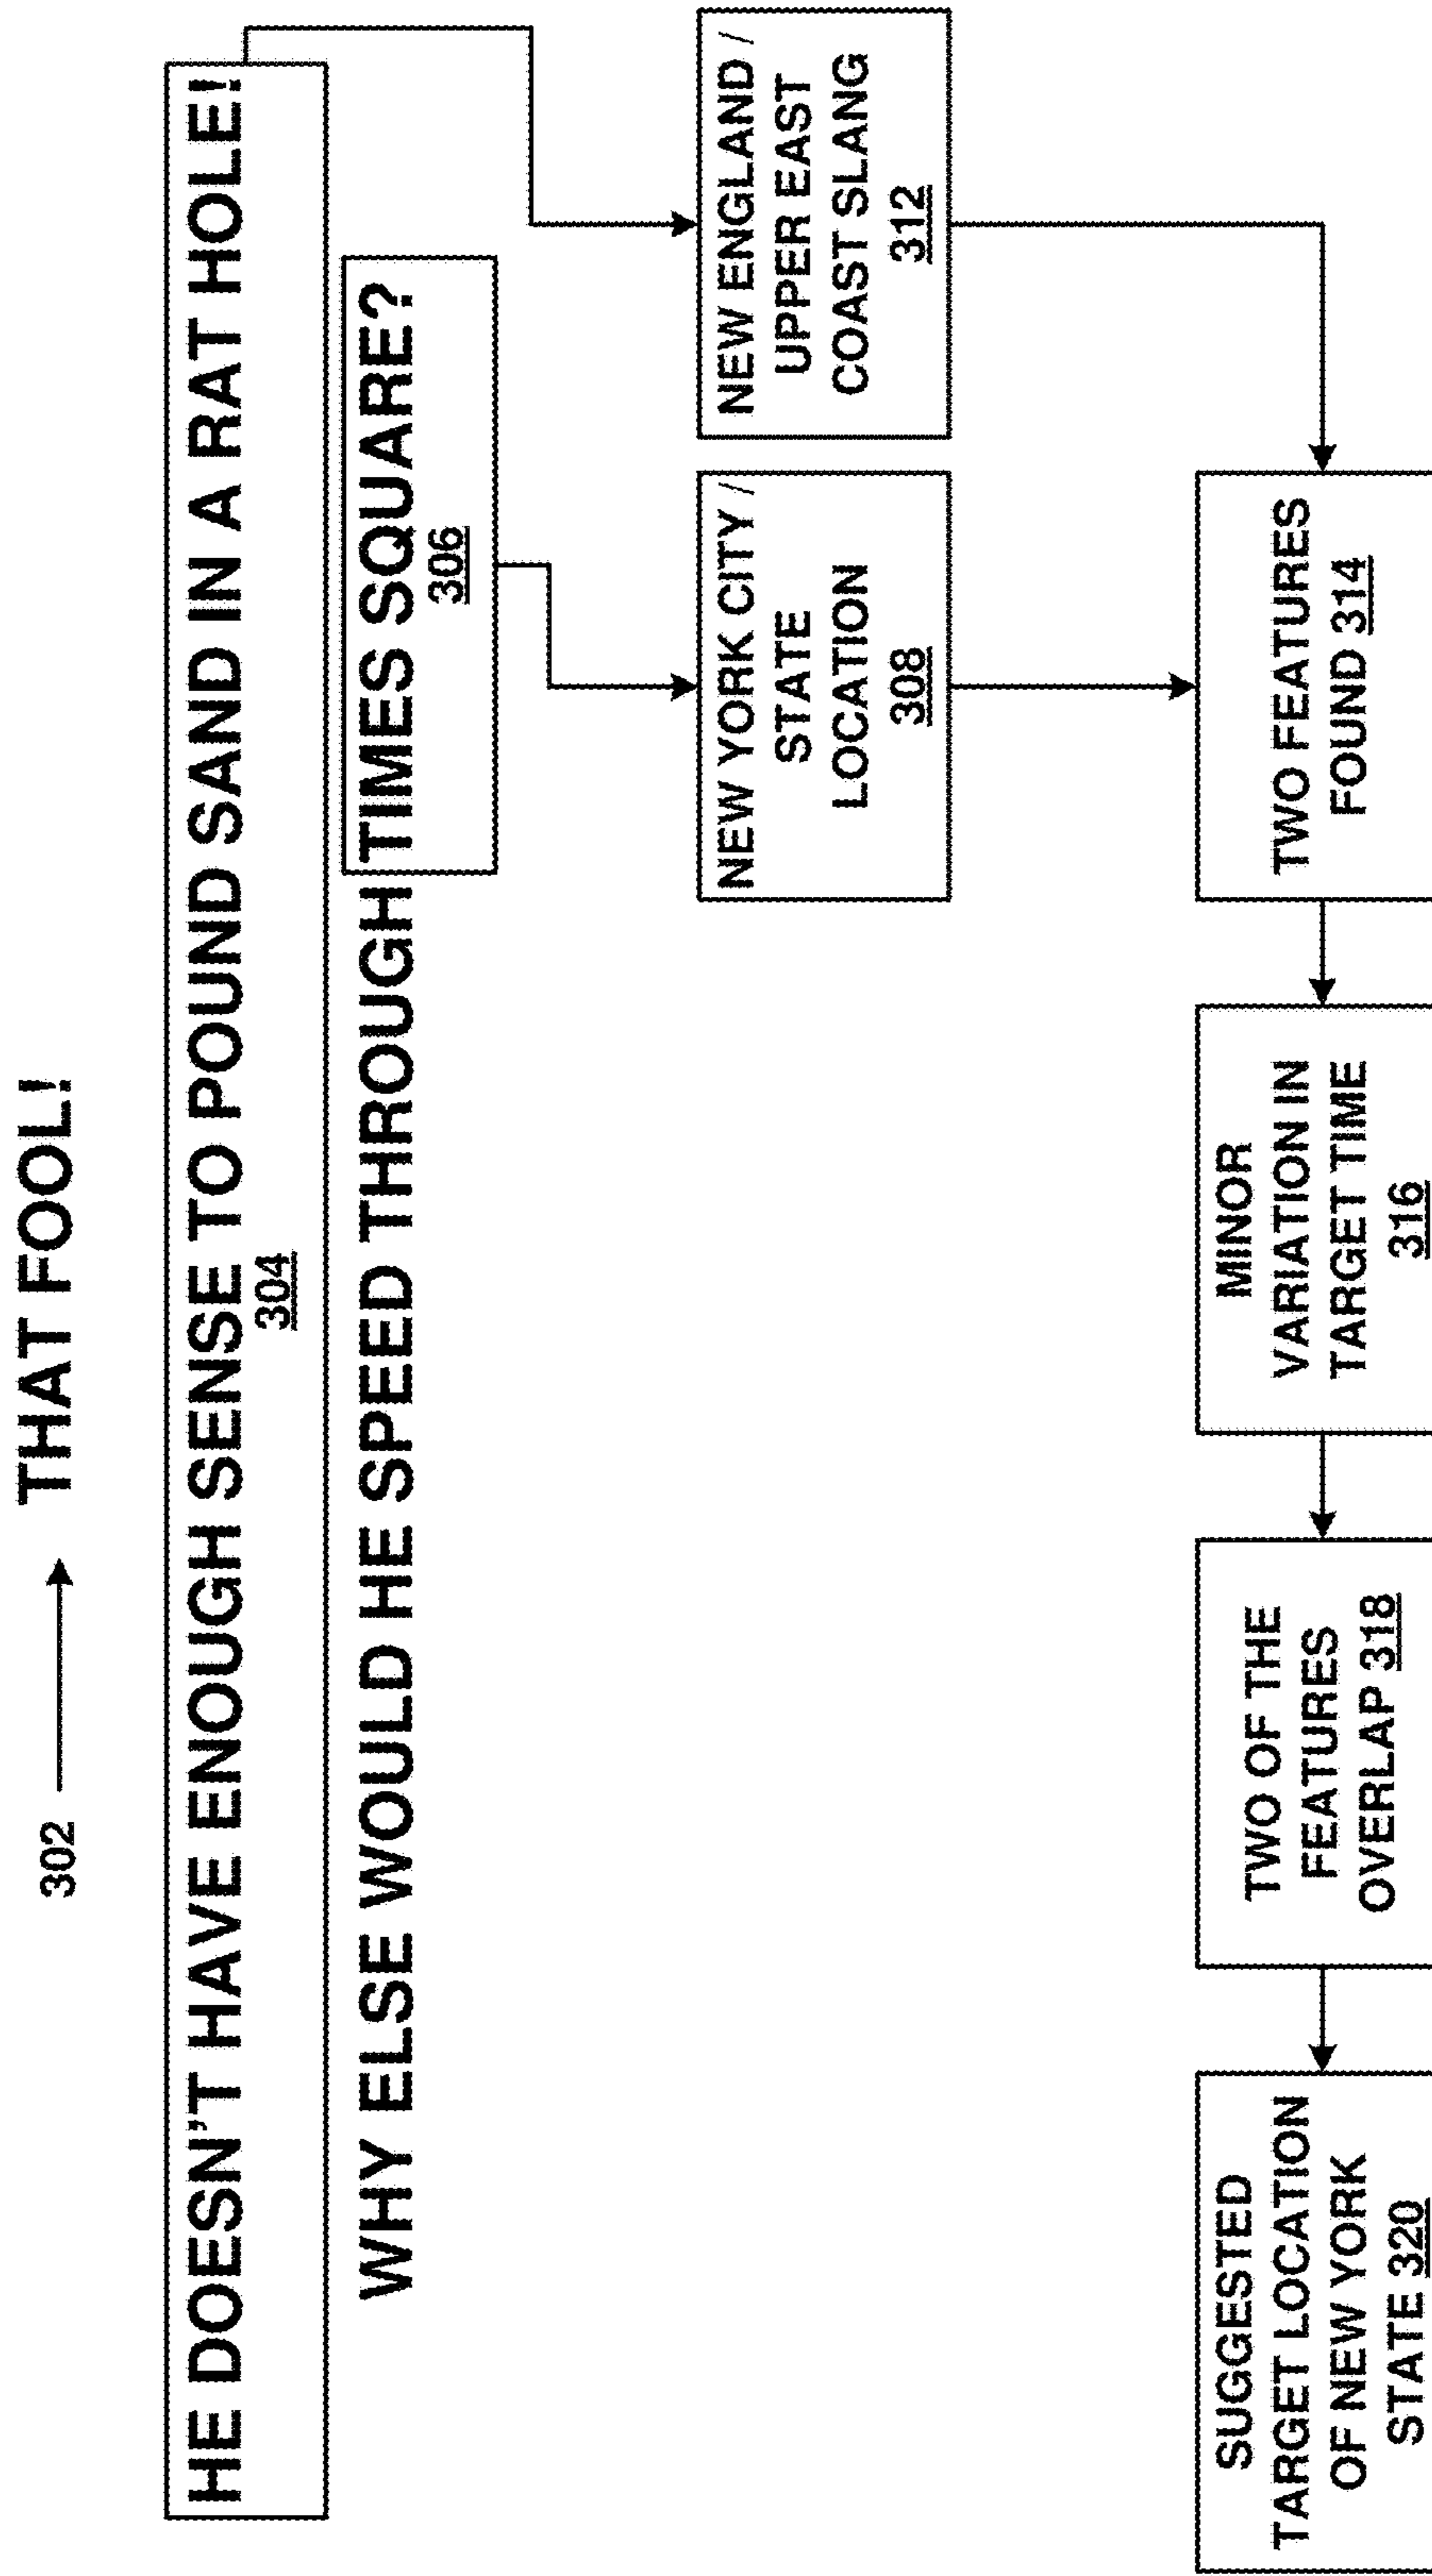 302
THAT FOOL!
HE DOESN'T HAVE ENOUGH SENSE TO POUND SAND IN A RAT HOLE!
304
WHY ELSE WOULD HE SPEED THROUGH TIMES SQUARE?
306
NEW YORK CITY /
STATE
LOCATION
308
NEW ENGLAND /
UPPER EAST
COAST SLANG
312
TWO FEATURES
FOUND 314
MINOR
VARIATION IN
TARGET TIME
316
TWO OF THE
FEATURES
OVERLAP 318
SUGGESTED
TARGET LOCATION
OF NEW YORK
STATE 320